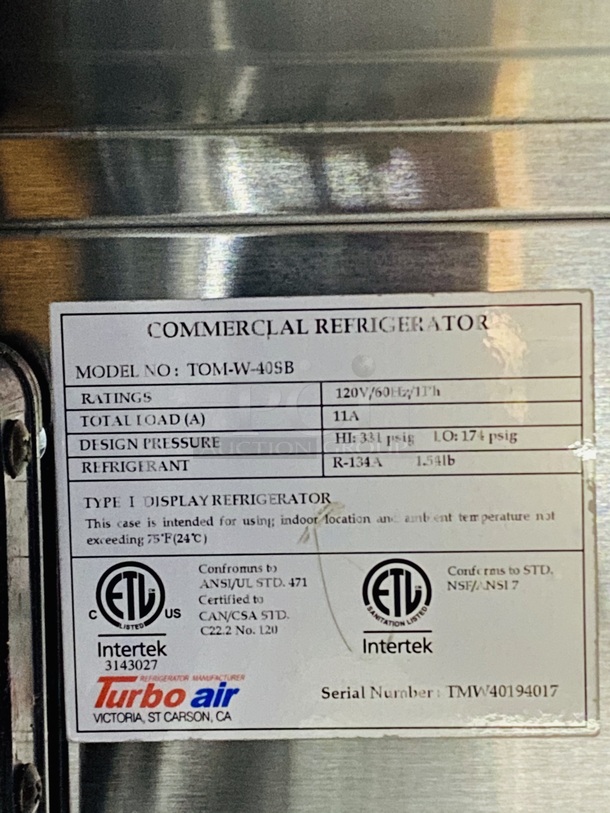 COMMERCIAL REFRIGERATOR
MODEL NO: TOM-W-40SB
RATINGS 120V/60Hz/1Ph
TOTAL LOAD (A) 11A
DESIGN PRESSURE HI: 331 psig LO: 174 psig
REFRIGERANT R-134A 1.54lb
TYPE I DISPLAY REFRIGERATOR
This case is intended for using indoor location and ambient temperature not
exceeding 75°F(24°C)
Confromns to
ANSI/UL STD. 471
Certified to
CAN/CSA STD.
C22.2 No. 120
C ETL US
LISTED
Intertek
3143027
Conforms to STD.
NSF/ANSI 7
ETL
SANITATION LISTED
Intertek
REFRIGERATOR MANUFACTURER
Turbo air
VICTORIA, ST CARSON, CA
Serial Number: TMW40194017
AUCTION GROUP